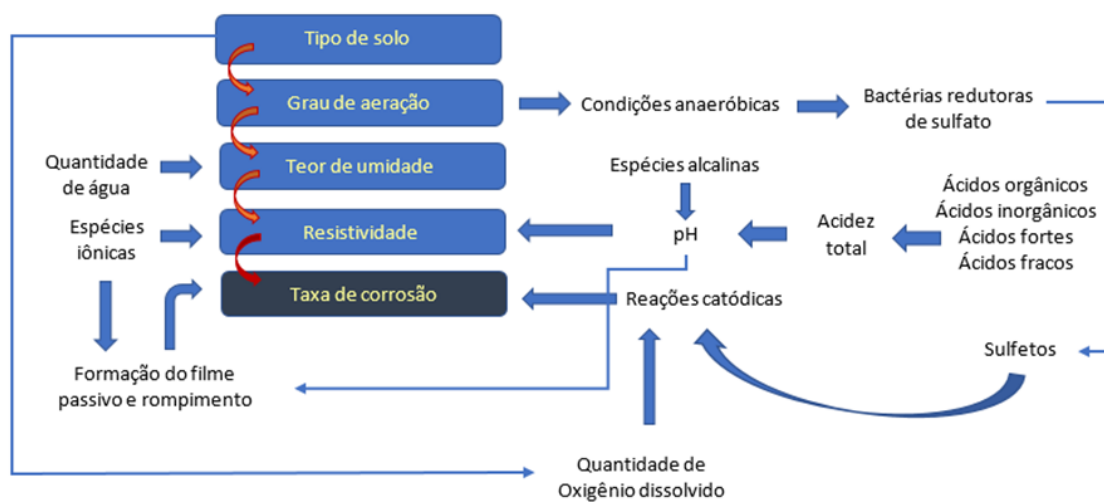 Tipo de solo
Grau de aeração
Condições anaeróbicas
Bactérias redutoras
de sulfato
Quantidade
de água
Teor de umidade
Espécies alcalinas
Ácidos orgânicos
Ácidos inorgânicos
Ácidos fortes
Ácidos fracos
Espécies
iônicas
Resistividade
pH
Acidez
total
Taxa de corrosão
Reações catódicas
Formação do filme
passivo e rompimento
Sulfetos
Quantidade de
Oxigênio dissolvido